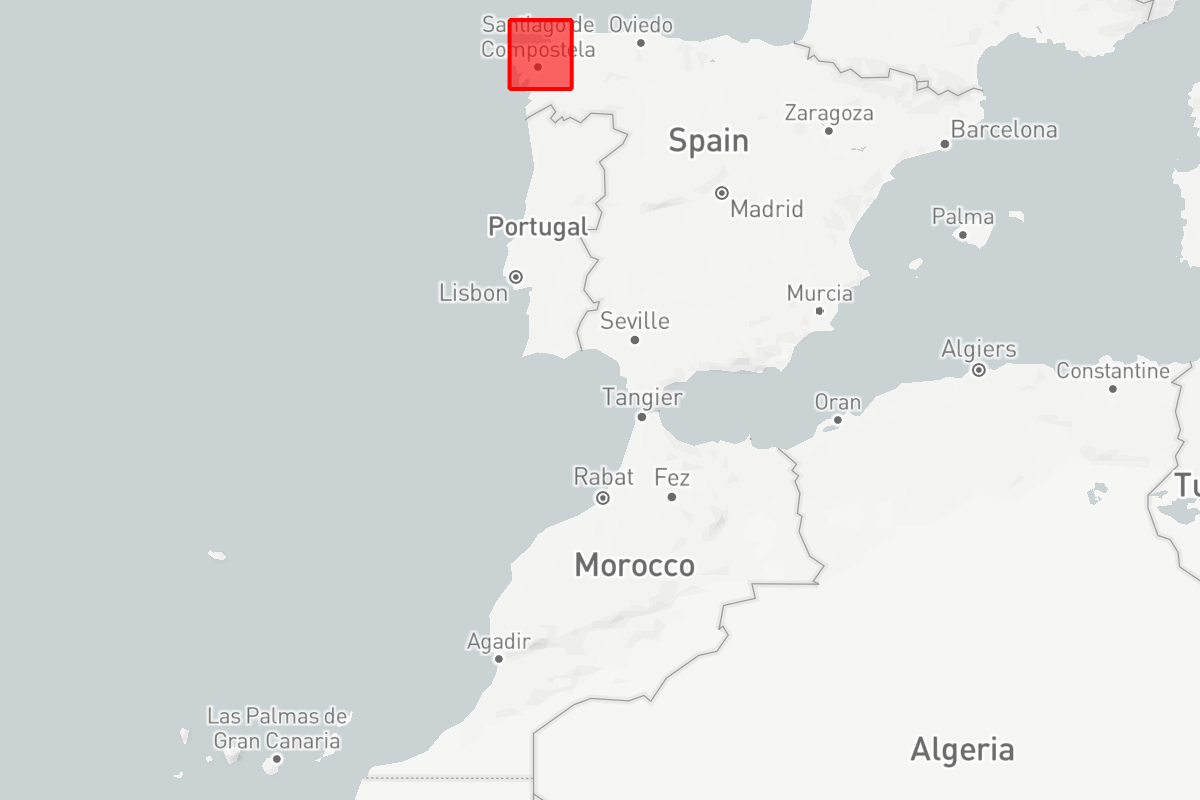 Santiago de
Compostela
Oviedo
Zaragoza
Barcelona
Spain
Madrid
Palma
Portugal
Lisbon
Murcia
Seville
Algiers
Constantine
Tangier
Oran
Rabat
Fez
Tu
Morocco
Agadir
Las Palmas de
Gran Canaria
Algeria